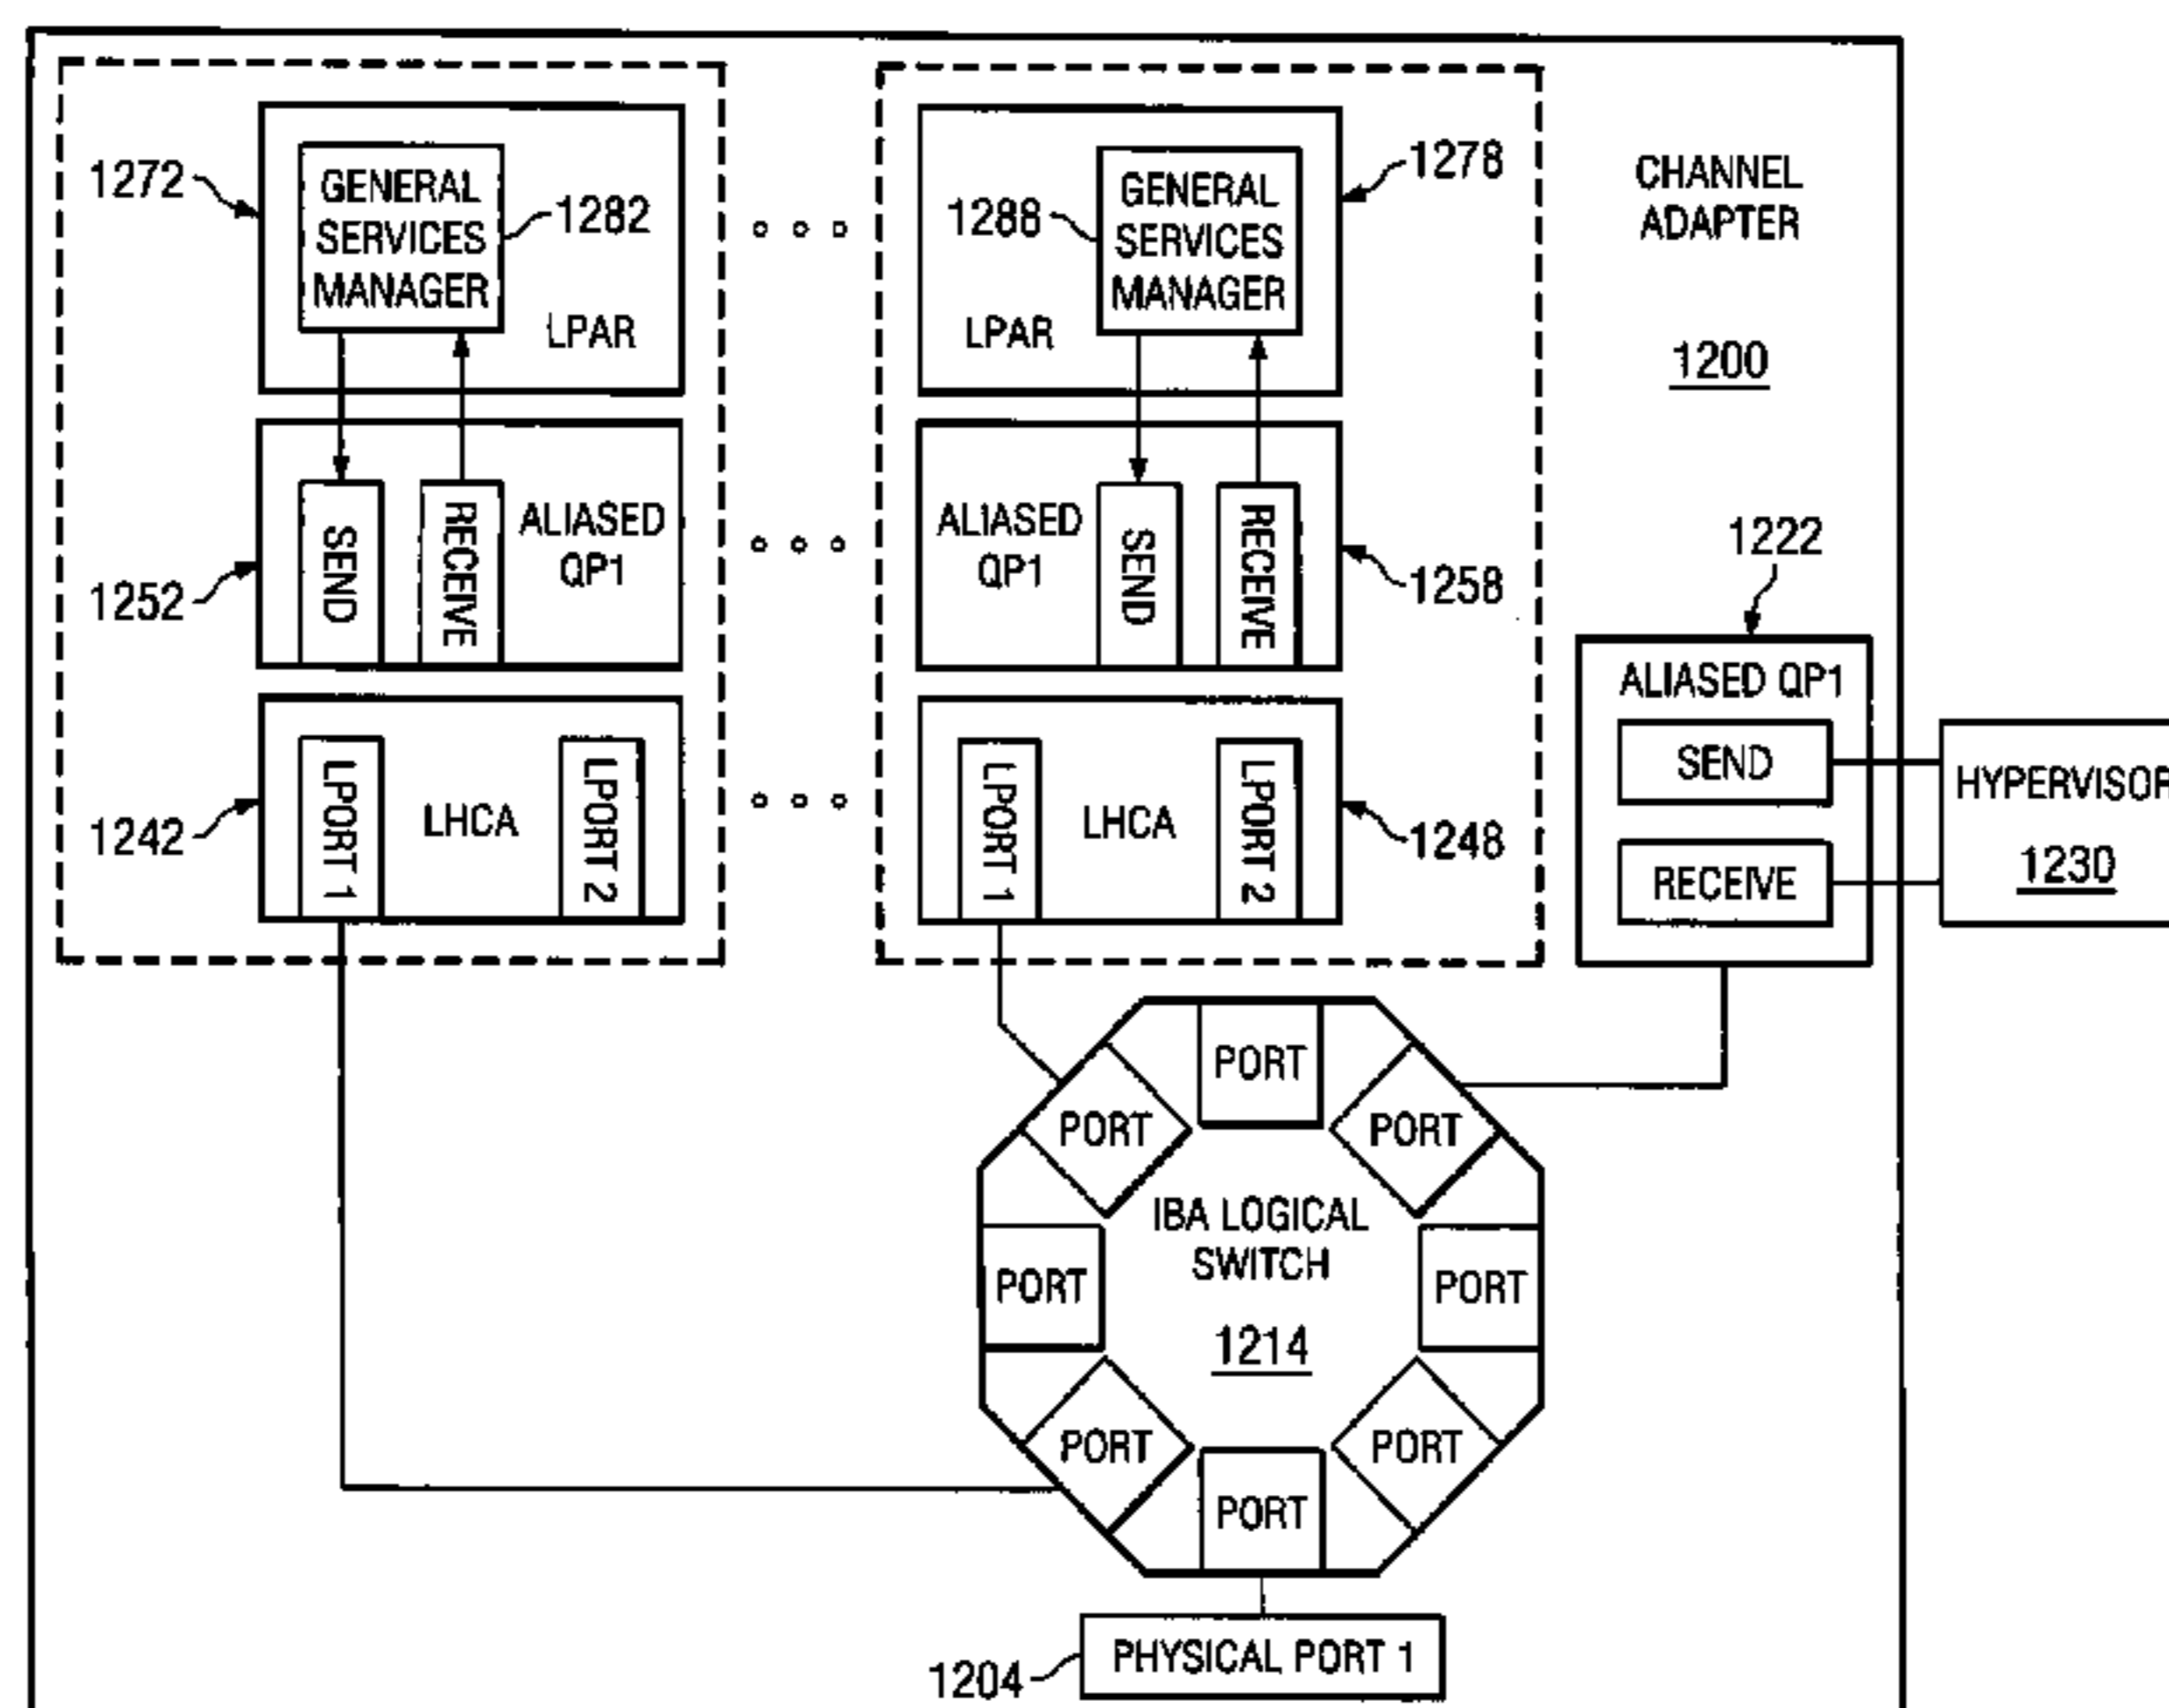 1272
GENERAL
SERVICES
MANAGER
1282
LPAR
1288
GENERAL
SERVICES
MANAGER
LPAR
1278
CHANNEL
ADAPTER
1200
1252
SEND
RECEIVE
ALIASED
QP1
ALIASED
QP1
SEND
RECEIVE
1258
1222
ALIASED QP1
SEND
RECEIVE
HYPERVISOR
1230
1242
LPORT 1
LHCA
LPORT 2
LPORT 1
LHCA
LPORT 2
1248
PORT
PORT
PORT
IBA LOGICAL
SWITCH
1214
PORT
PORT
PORT
PORT
PORT
1204
PHYSICAL PORT 1